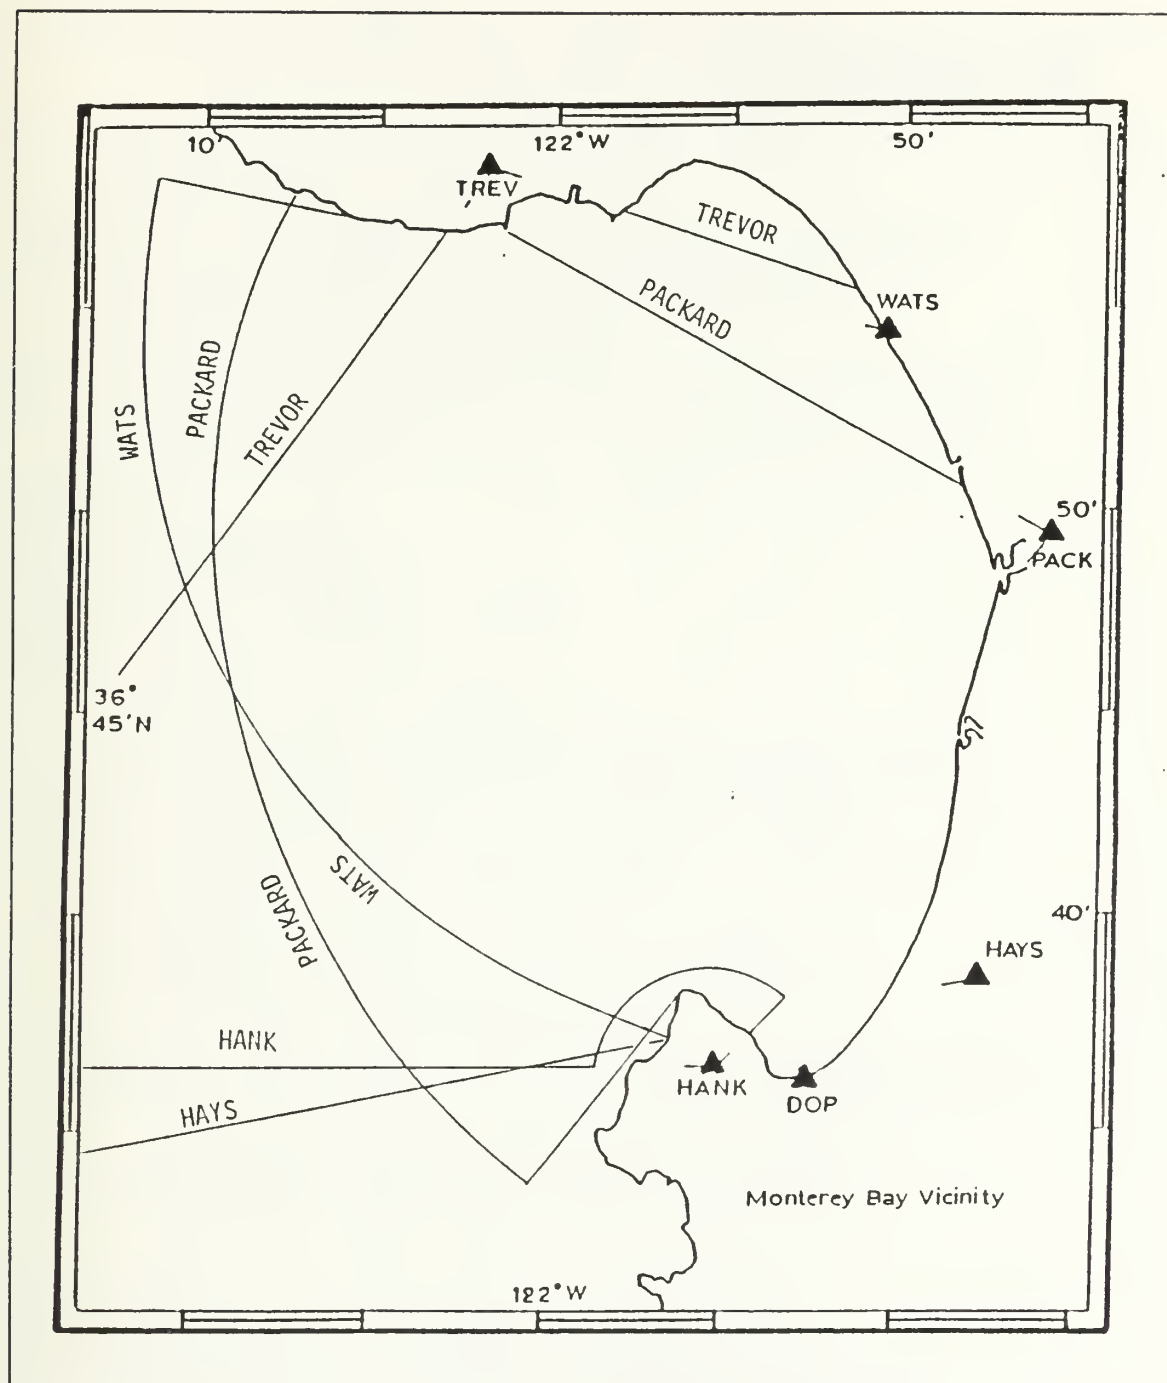 10'
122°W
50'
TREV
TREVOR
WATS
PACKARD
PACKARD
TREVOR
WATS
50'
PACK
36°
45'N
WATS
PACKARD
40'
HAYS
HANK
HANK
DOP
HAYS
Monterey Bay Vicinity
122°W